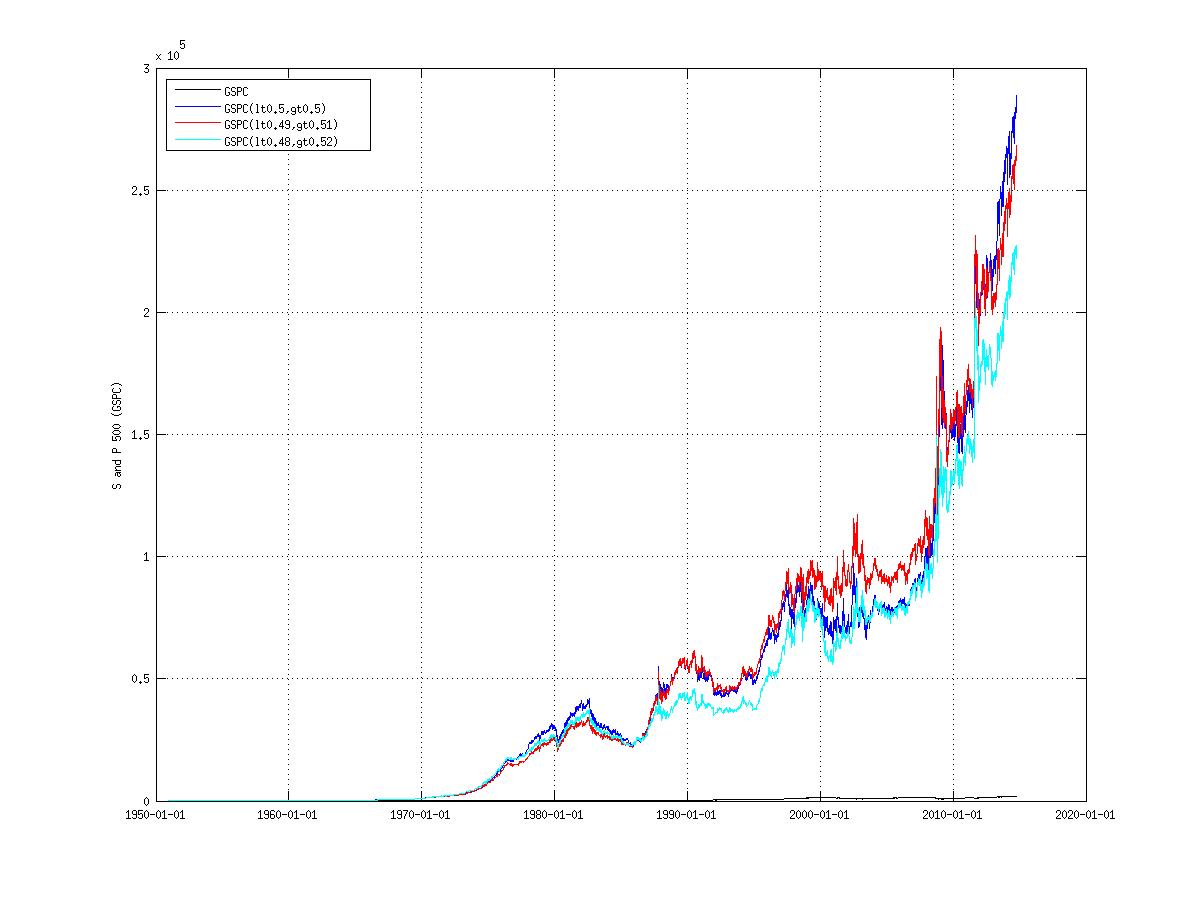 x 10 5
3
GSPC
GSPC(lt0.5,gt0.5)
GSPC(lt0.49,gt0.51)
GSPC(lt0.48,gt0.52)
2.5
2
1.5
1
0.5
0
S and P 500 (GSPC)
1950-01-01 1960-01-01 1970-01-01 1980-01-01 1990-01-01 2000-01-01 2010-01-01 2020-01-01